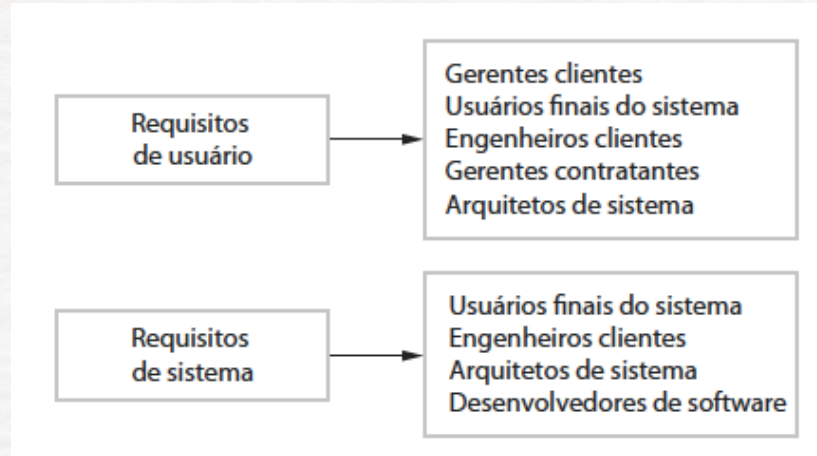 Requisitos
de usuário
Gerentes clientes
Usuários finais do sistema
Engenheiros clientes
Gerentes contratantes
Arquitetos de sistema
Requisitos
de sistema
Usuários finais do sistema
Engenheiros clientes
Arquitetos de sistema
Desenvolvedores de software